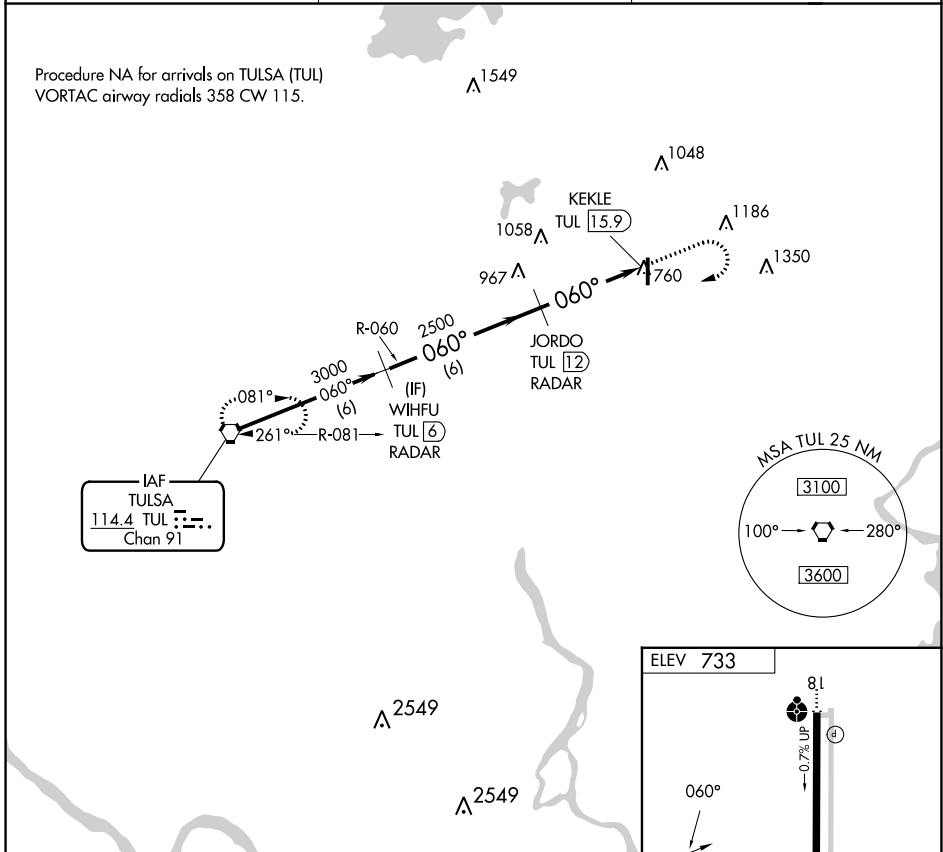 Procedure NA for arrivals on TULSA (TUL)
VORTAC airway radials 358 CW 115.
1549
1048
KEKLE
TUL 15.9
1186
1058
1350
967
760
060°
R-060
2500
060°
(6)
JORDO
TUL 12
RADAR
3000
060°
(6)
(IF)
WIHFU
TUL 6
RADAR
081°
261°
R-081
IAF
TULSA
114.4 TUL
Chan 91
MSA TUL 25 NM
3100
100°
280°
3600
ELEV 733
18
P
0.7% UP
060°
2549
2549